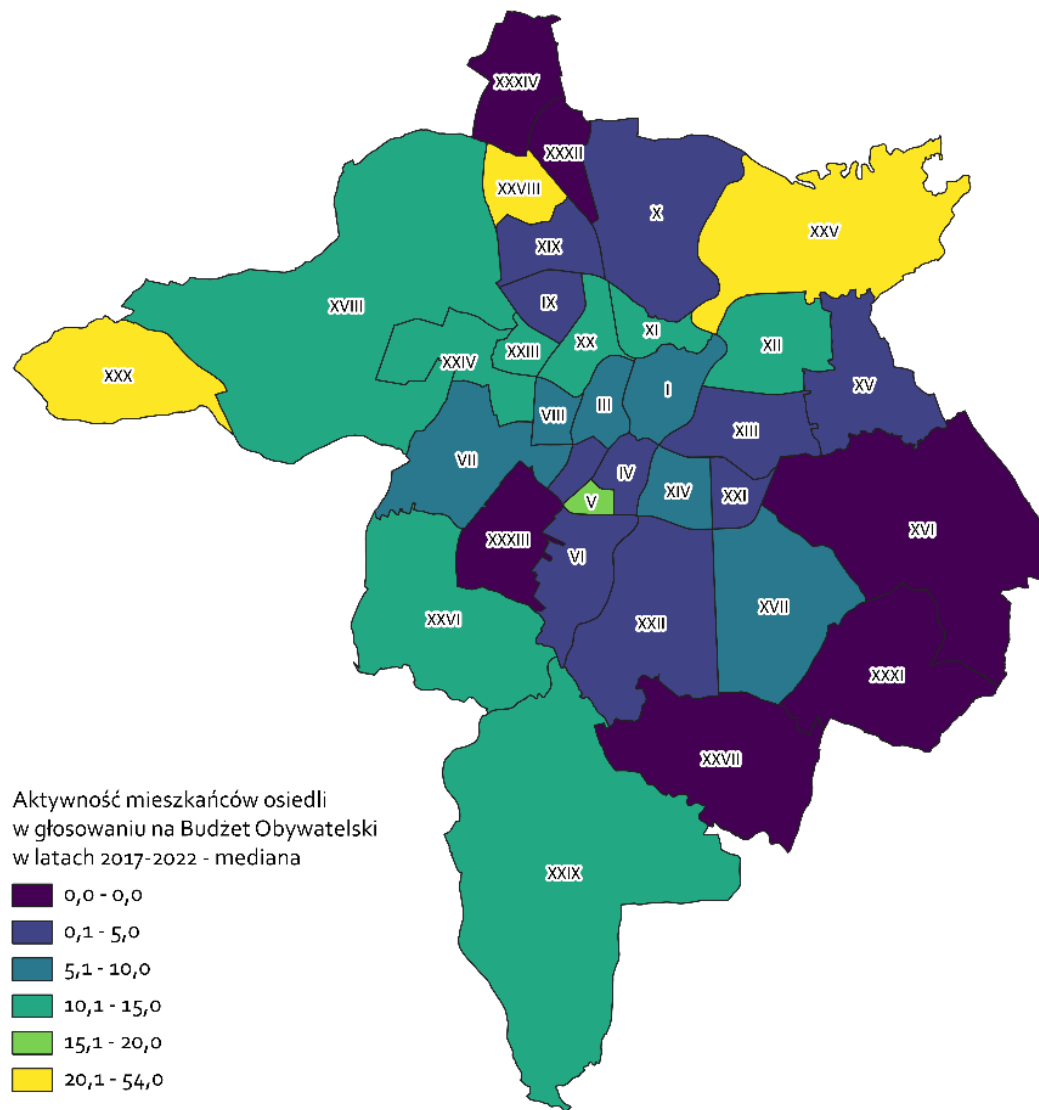 XXXIV
XXXII
XXVIII
X
XXV
XIX
IX
XVIII
XI
XX
XII
XXIII
XXIV
XXX
I
XV
III
VIII
XIII
VII
IV
XIV
XXI
V
XVI
XXXIII
VI
XVII
XXVI
XXII
XXXI
XXVII
Aktywność mieszkańców osiedli
w głosowaniu na Budżet Obywatelski
w latach 2017-2022 - mediana
XXIX
0,0 - 0,0
0,1 - 5,0
5,1 - 10,0
10,1 - 15,0
15,1 - 20,0
20,1 - 54,0